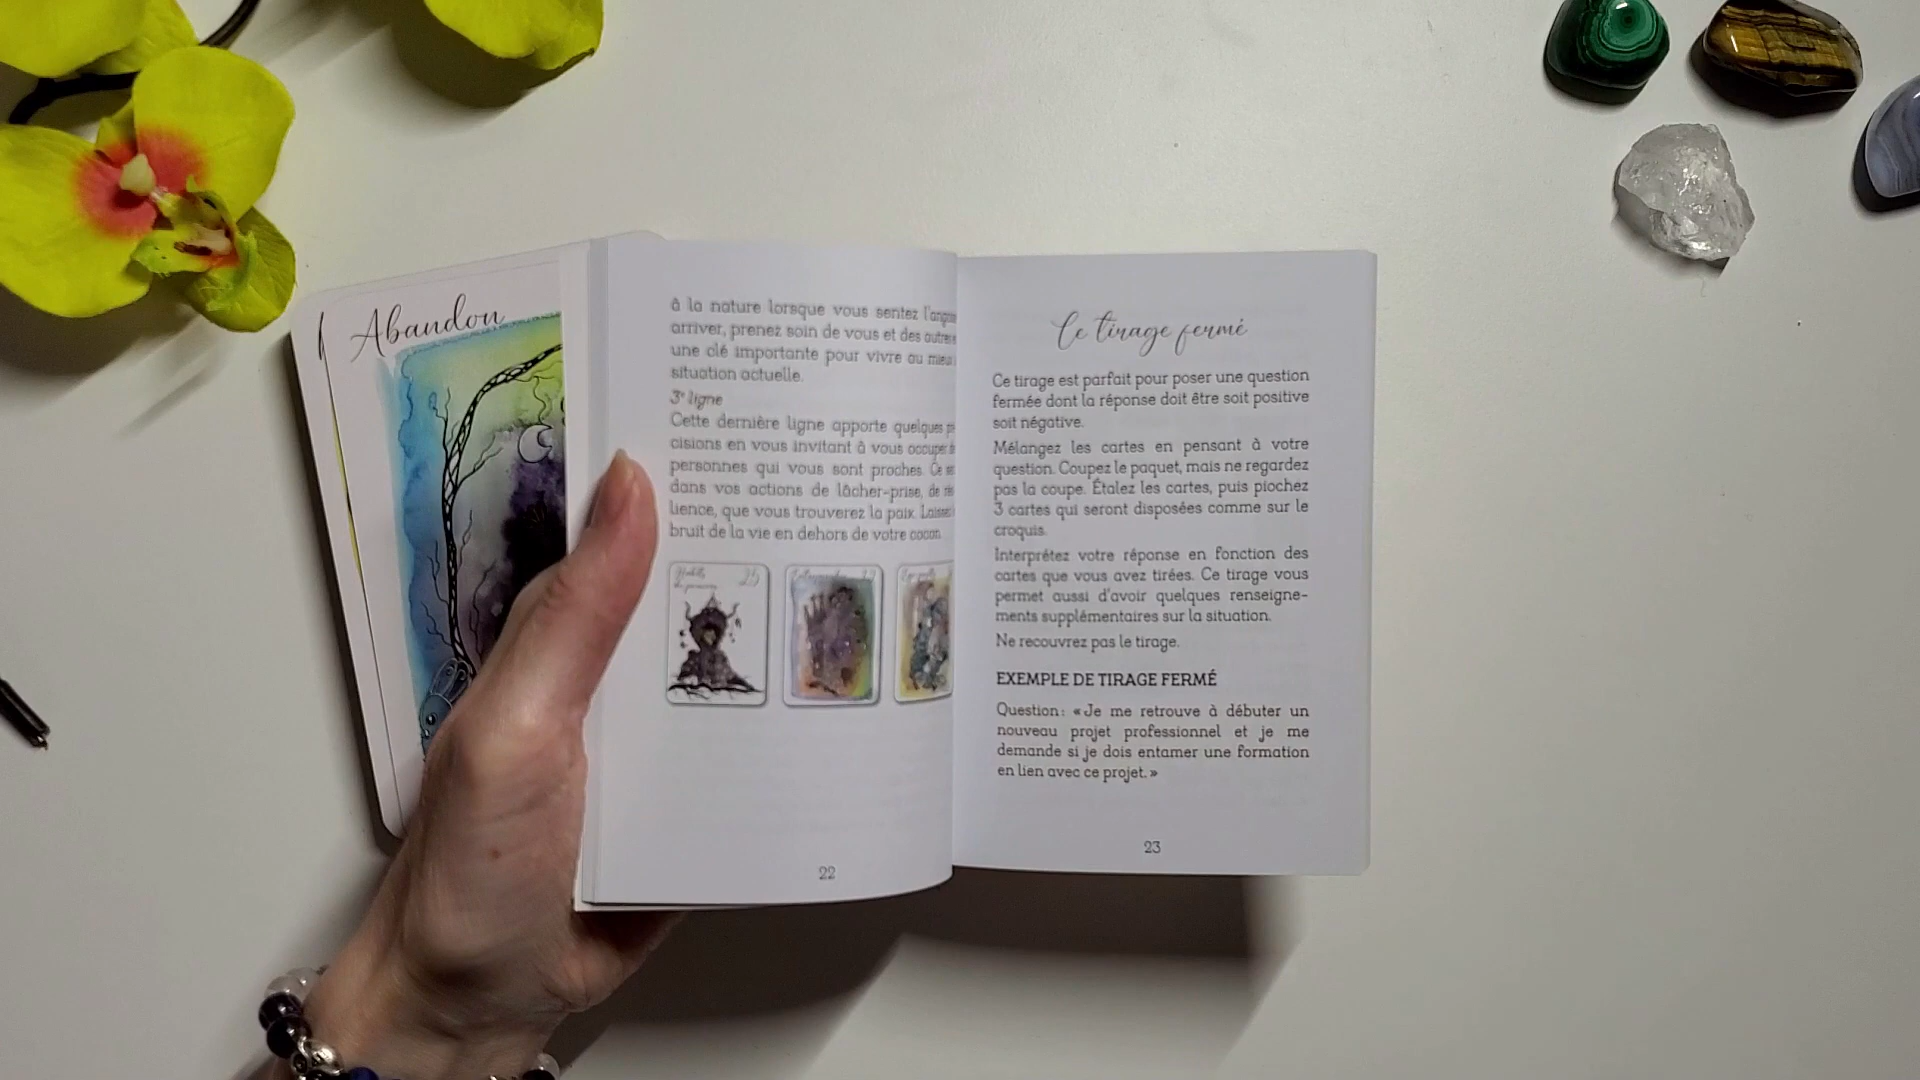 Abandon
à la nature lorsque vous sentez l'angoisse
arriver, prenez soin de vous et des autres
une clé importante pour vivre au mieux
situation actuelle.
3e ligne
Cette dernière ligne apporte quelques
cisions en vous invitant à vous occuper
personnes qui vous sont proches. Ce
dans vos actions de lâcher-prise, de
lience, que vous trouverez la paix. Laissez
bruit de la vie en dehors de votre cocon.
25
22
Le tirage fermé
Ce tirage est parfait pour poser une question
fermée dont la réponse doit être soit positive
soit négative.
Mélangez les cartes en pensant à votre
question. Coupez le paquet, mais ne regardez
pas la coupe. Étalez les cartes, puis piochez
3 cartes qui seront disposées comme sur le
croquis.
Interprétez votre réponse en fonction des
cartes que vous avez tirées. Ce tirage vous
permet aussi d'avoir quelques renseigne-
ments supplémentaires sur la situation.
Ne recouvrez pas le tirage.
EXEMPLE DE TIRAGE FERMÉ
Question : « Je me retrouve à débuter un
nouveau projet professionnel et je me
demande si je dois entamer une formation
en lien avec ce projet. »
23